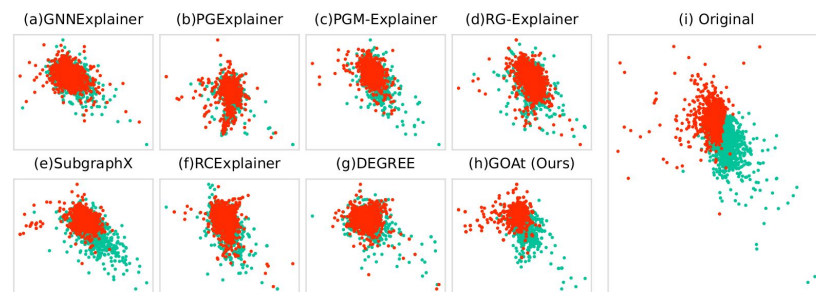 (a)GNNExplainer
(b)PGExplainer
(c)PGM-Explainer
(d)RG-Explainer
(i) Original
(e)SubgraphX
(f)RCExplainer
(g)DEGREE
(h)GOAt (Ours)